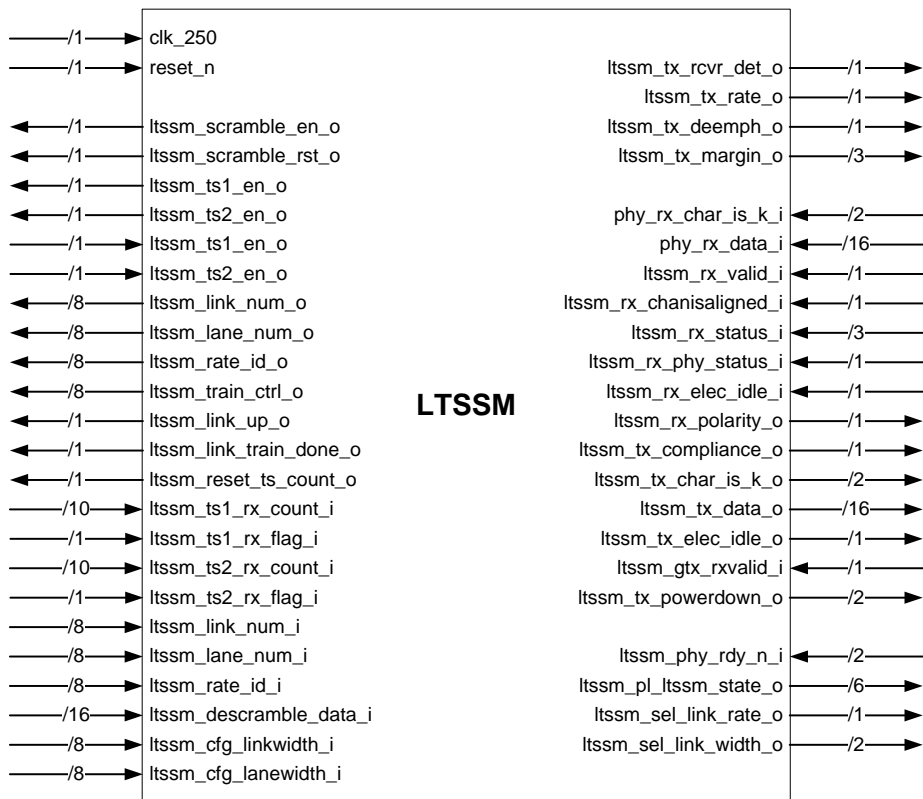 /1 clk_250
/1 reset_n
/1 ltssm_scramble_en_o
/1 ltssm_scramble_rst_o
/1 ltssm_ts1_en_o
/1 ltssm_ts2_en_o
/1 ltssm_ts1_en_o
/1 ltssm_ts2_en_o
/8 ltssm_link_num_o
/8 ltssm_lane_num_o
/8 ltssm_rate_id_o
/8 ltssm_train_ctrl_o
/1 ltssm_link_up_o
/1 ltssm_link_train_done_o
/1 ltssm_reset_ts_count_o
/10 ltssm_ts1_rx_count_i
/1 ltssm_ts1_rx_flag_i
/10 ltssm_ts2_rx_count_i
/1 ltssm_ts2_rx_flag_i
/8 ltssm_link_num_i
/8 ltssm_lane_num_i
/8 ltssm_rate_id_i
/16 ltssm_descramble_data_i
/8 ltssm_cfg_linkwidth_i
/8 ltssm_cfg_lanewidth_i
LTSSM
ltssm_tx_rcvr_det_o /1
ltssm_tx_rate_o /1
ltssm_tx_deemph_o /1
ltssm_tx_margin_o /3
phy_rx_char_is_k_i /2
phy_rx_data_i /16
ltssm_rx_valid_i /1
ltssm_rx_chanisaligned_i /1
ltssm_rx_status_i /3
ltssm_rx_phy_status_i /1
ltssm_rx_elec_idle_i /1
ltssm_rx_polarity_o /1
ltssm_tx_compliance_o /1
ltssm_tx_char_is_k_o /2
ltssm_tx_data_o /16
ltssm_tx_elec_idle_o /1
ltssm_gtx_rxvalid_i /1
ltssm_tx_powerdown_o /2
ltssm_phy_rdy_n_i /2
ltssm_pl_ltssm_state_o /6
ltssm_sel_link_rate_o /1
ltssm_sel_link_width_o /2